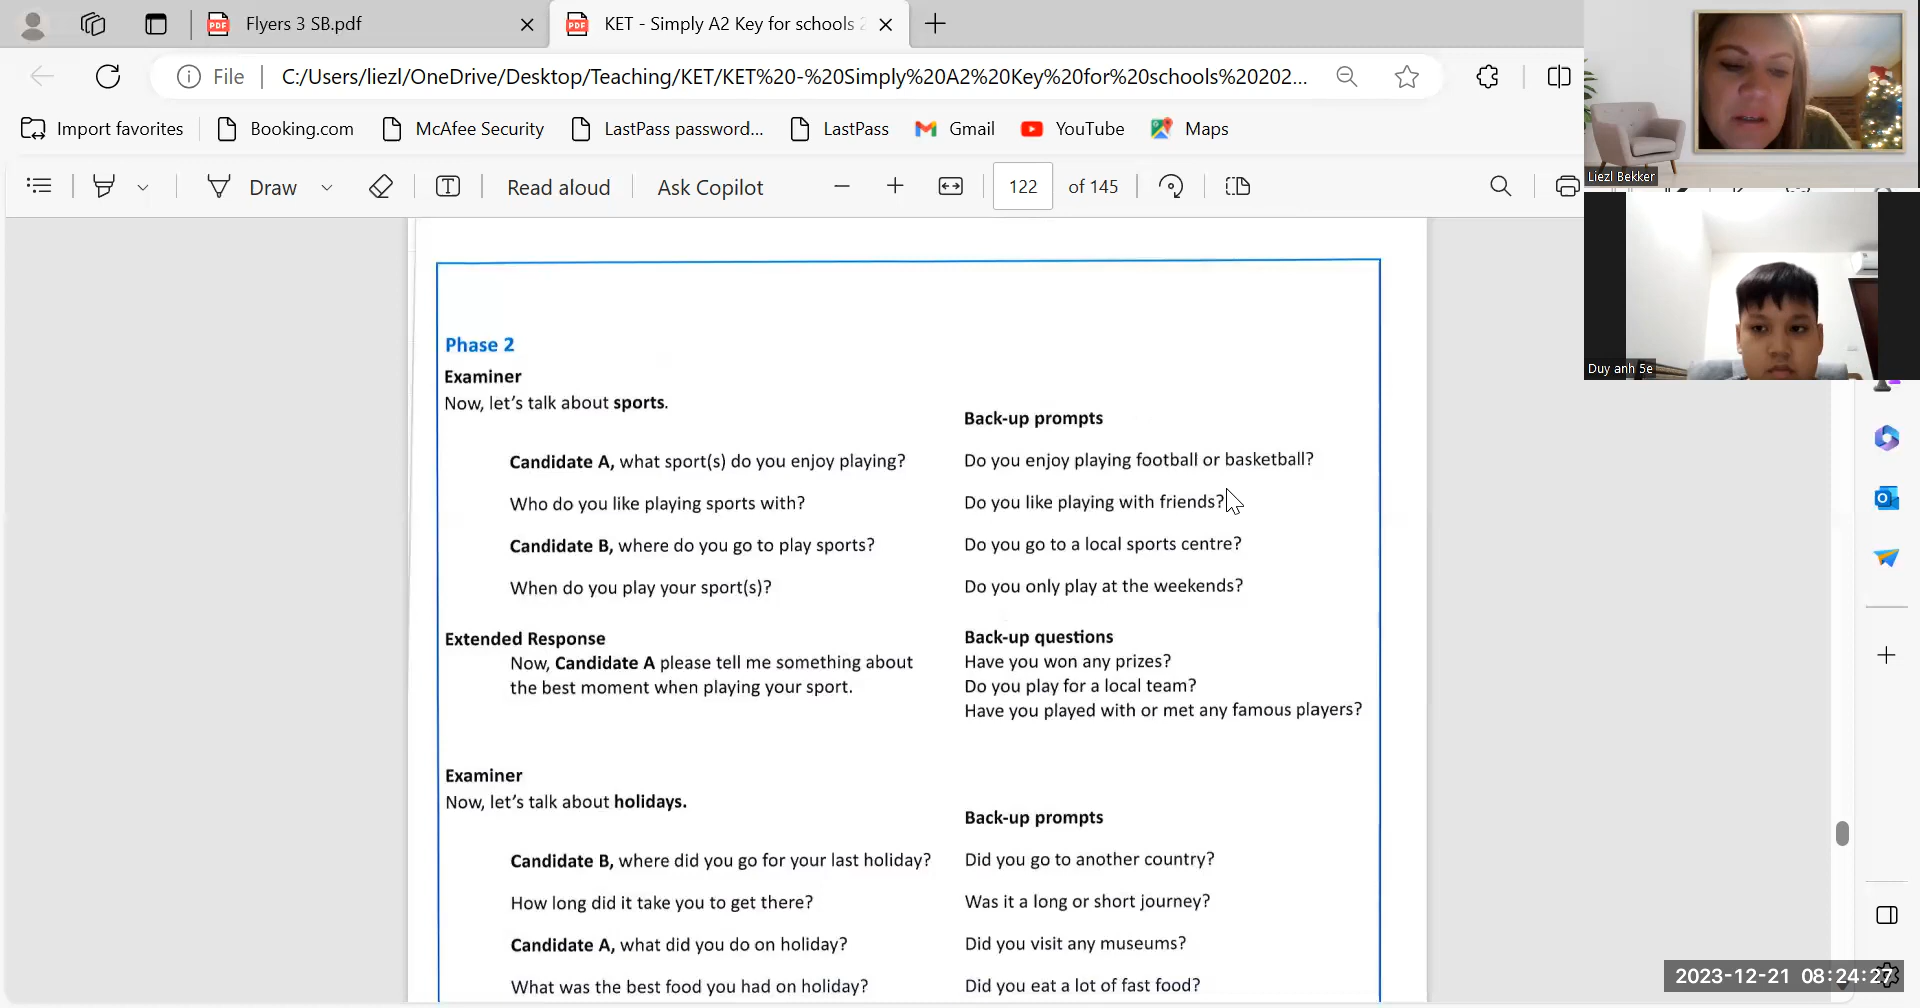 Flyers 3 SB.pdf
KET - Simply A2 Key for schools 2
File
C:/Users/liezl/OneDrive/Desktop/Teaching/KET/KET%20-%20Simply%20A2%20Key%20for%20schools%20202...
Import favorites
Booking.com
McAfee Security
LastPass password...
LastPass
Gmail
YouTube
Maps
Draw
Read aloud
Ask Copilot
122 of 145
Liezl Bekker
Duy anh 5e
Phase 2
Examiner
Now, let's talk about sports.
Back-up prompts
Candidate A, what sport(s) do you enjoy playing?
Do you enjoy playing football or basketball?
Who do you like playing sports with?
Do you like playing with friends?
Candidate B, where do you go to play sports?
Do you go to a local sports centre?
When do you play your sport(s)?
Do you only play at the weekends?
Extended Response
Now, Candidate A please tell me something about
the best moment when playing your sport.
Back-up questions
Have you won any prizes?
Do you play for a local team?
Have you played with or met any famous players?
Examiner
Now, let's talk about holidays.
Back-up prompts
Candidate B, where did you go for your last holiday?
Did you go to another country?
How long did it take you to get there?
Was it a long or short journey?
Candidate A, what did you do on holiday?
Did you visit any museums?
What was the best food you had on holiday?
Did you eat a lot of fast food?
2023-12-21 08:24:27